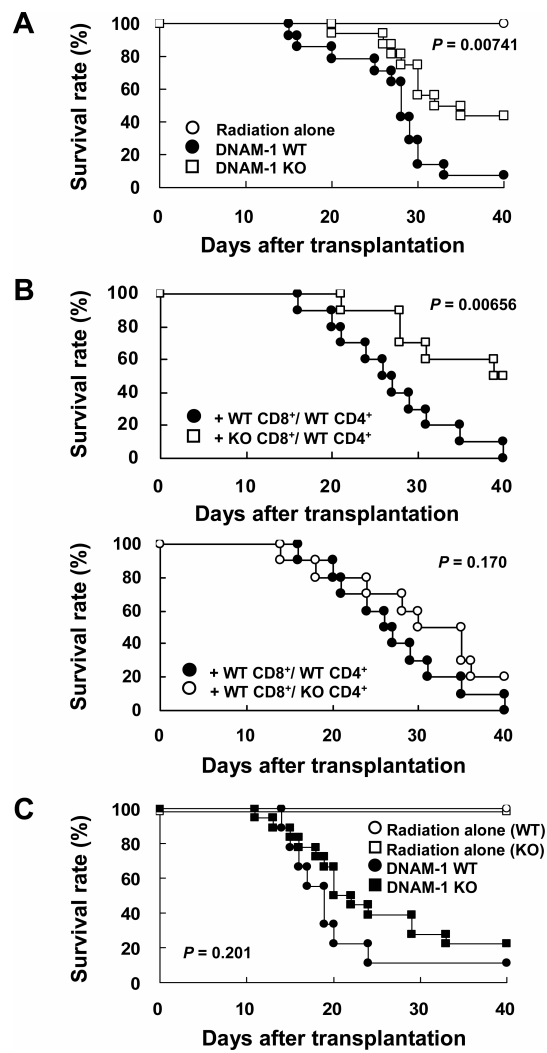 A
Survival rate (%)
100
80
60
40
20
0
P = 0.00741
Radiation alone
DNAM-1 WT
DNAM-1 KO
0 10 20 30 40
Days after transplantation
B
Survival rate (%)
100
80
60
40
20
0
P = 0.00656
+ WT CD8+/ WT CD4+
+ KO CD8+/ WT CD4+
0 10 20 30 40
Days after transplantation
Survival rate (%)
100
80
60
40
20
0
P = 0.170
+ WT CD8+/ WT CD4+
+ WT CD8+/ KO CD4+
0 10 20 30 40
Days after transplantation
C
Survival rate (%)
100
80
60
40
20
0
Radiation alone (WT)
Radiation alone (KO)
DNAM-1 WT
DNAM-1 KO
P = 0.201
0 10 20 30 40
Days after transplantation